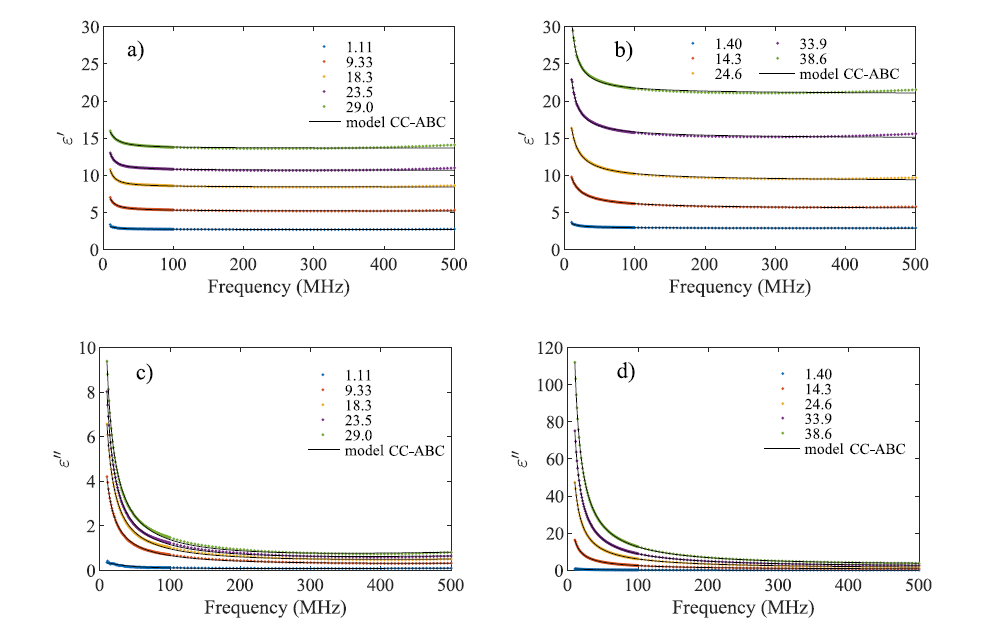 a)
30
25
20
15
10
5
0
ε′
1.11
9.33
18.3
23.5
29.0
model CC-ABC
0 100 200 300 400 500
Frequency (MHz)
b)
30
25
20
15
10
5
0
ε′
1.40 33.9
14.3 38.6
24.6 model CC-ABC
0 100 200 300 400 500
Frequency (MHz)
c)
10
8
6
4
2
0
ε″
1.11
9.33
18.3
23.5
29.0
model CC-ABC
0 100 200 300 400 500
Frequency (MHz)
d)
120
100
80
60
40
20
0
ε″
1.40
14.3
24.6
33.9
38.6
model CC-ABC
0 100 200 300 400 500
Frequency (MHz)